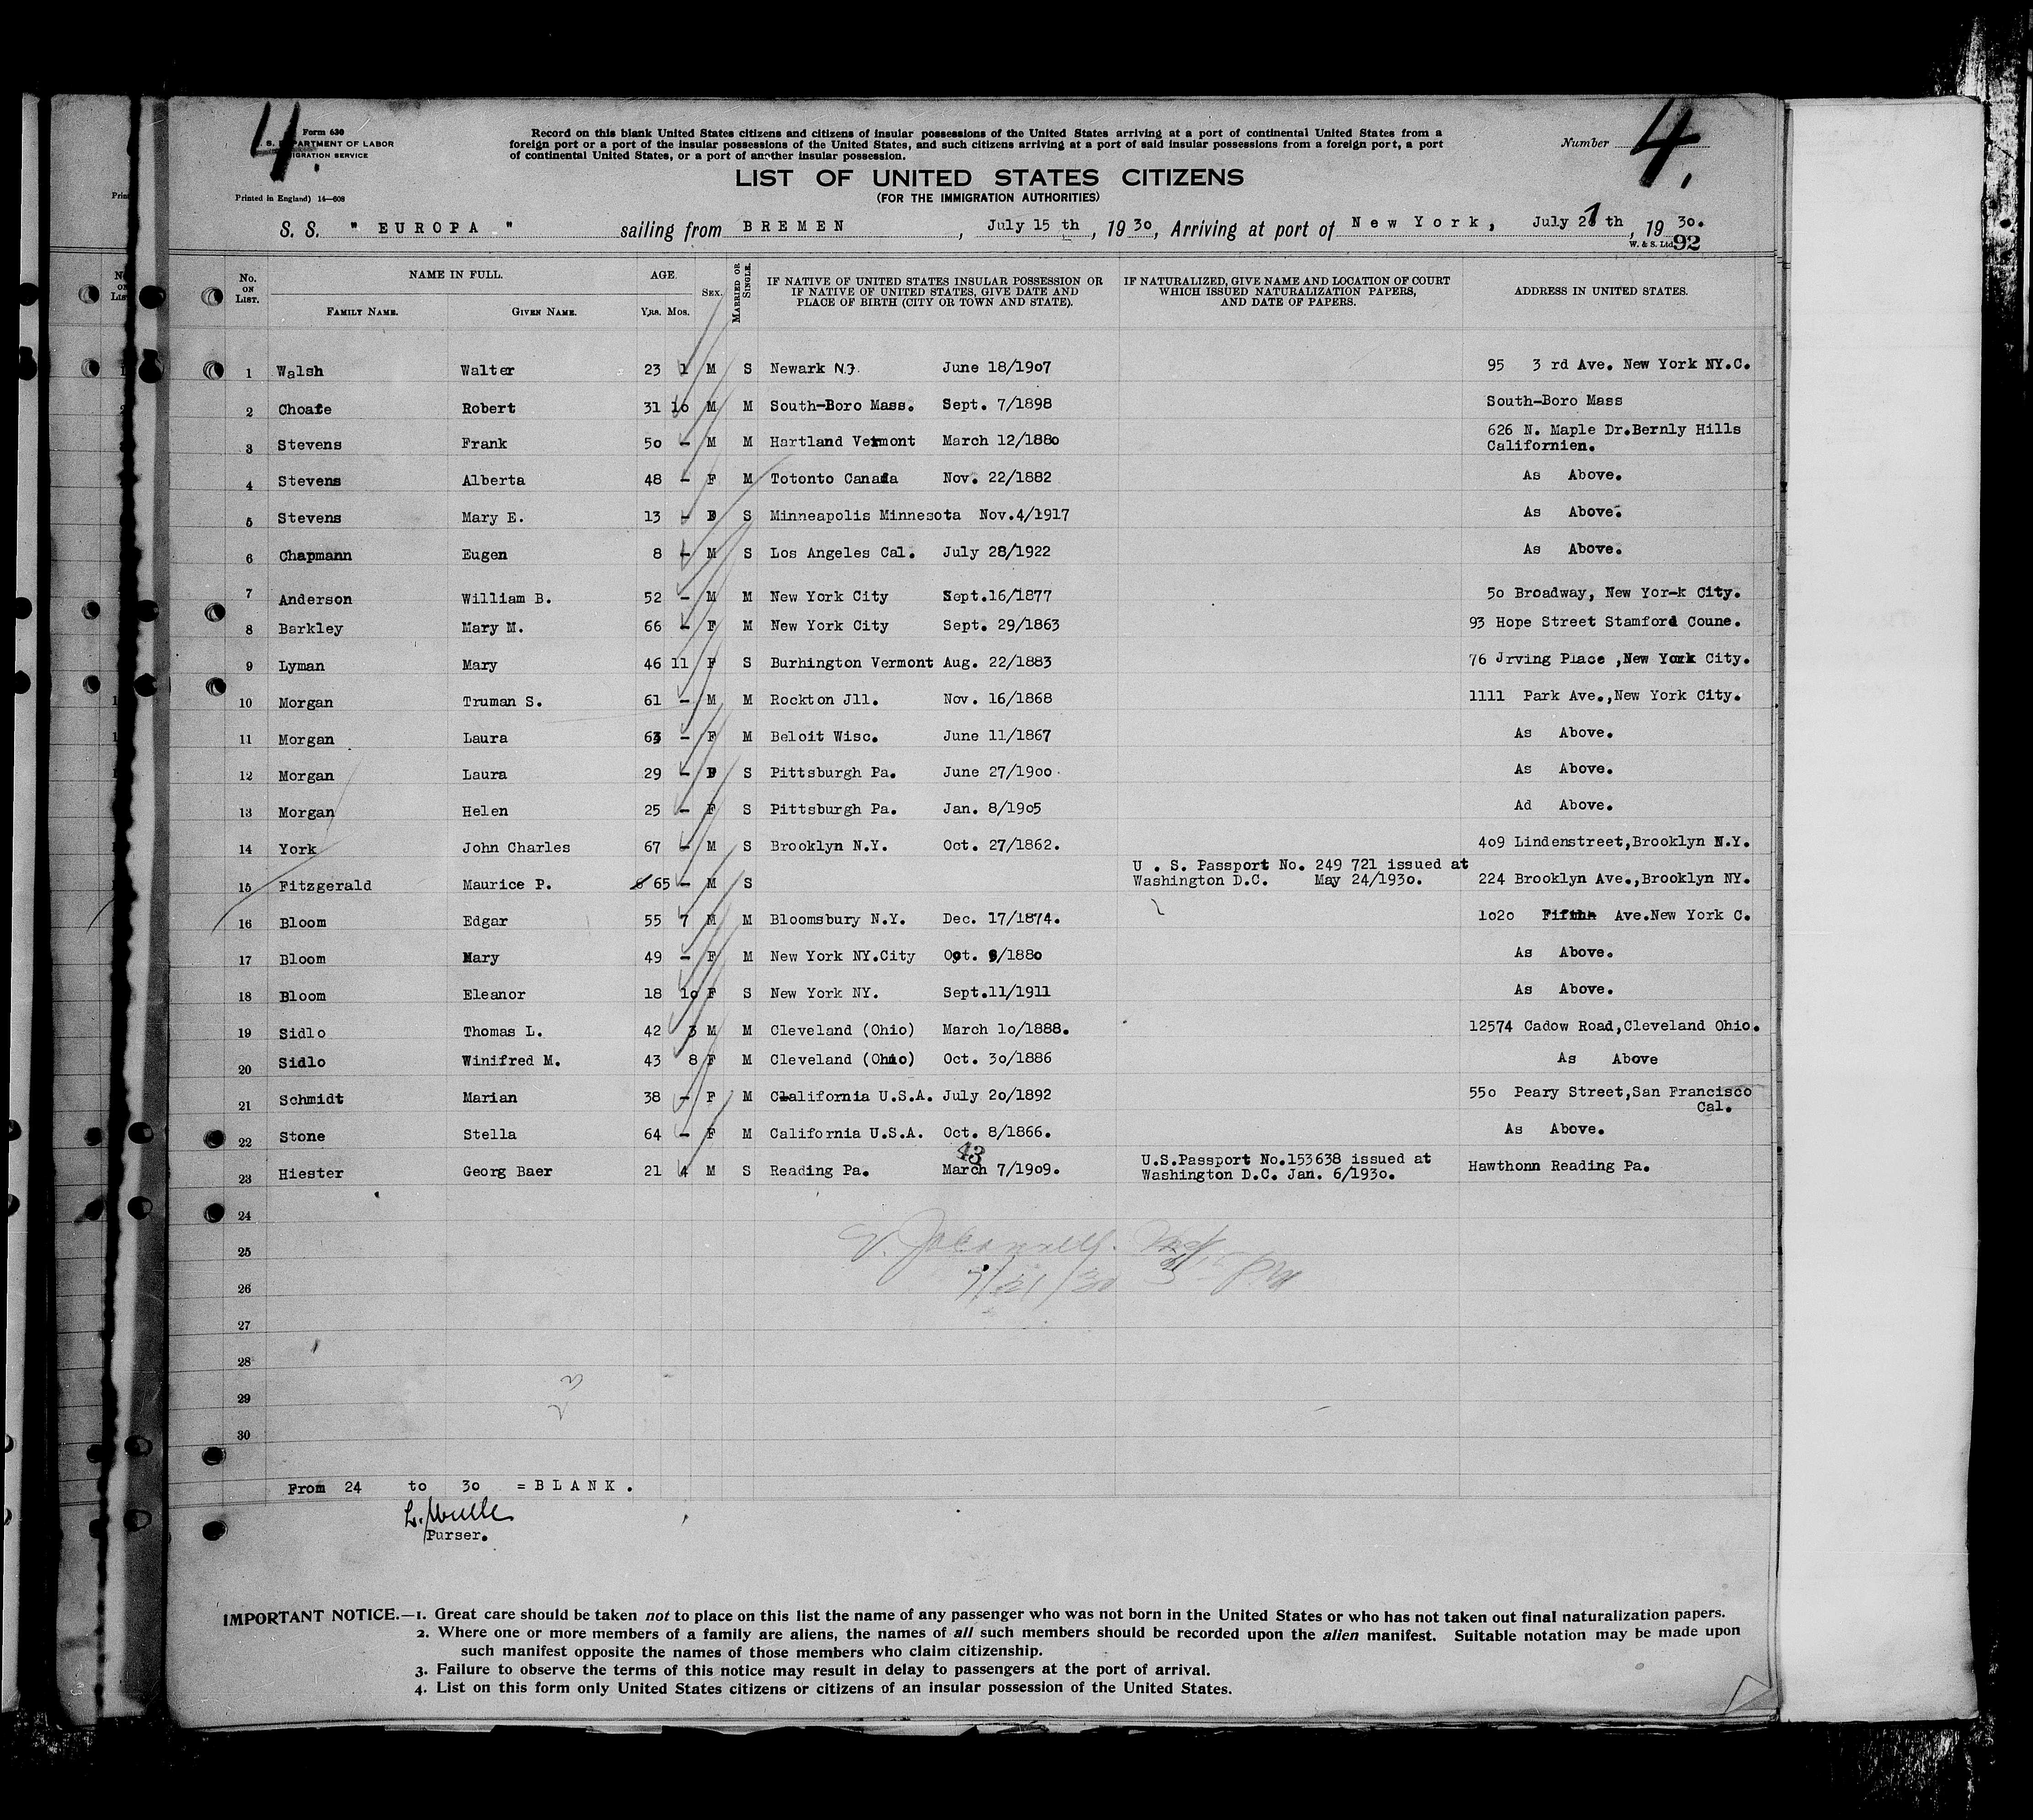 4.
Form 630
U. S. DEPARTMENT OF LABOR
IMMIGRATION SERVICE
Printed in England) 14—608
Record on this blank United States citizens and citizens of insular possessions of the United States arriving at a port of continental United States from a
foreign port or a port of the insular possessions of the United States, and such citizens arriving at a port of said insular possessions from a foreign port, a port
of continental United States, or a port of another insular possession.
Number 4.
LIST OF UNITED STATES CITIZENS
(FOR THE IMMIGRATION AUTHORITIES)
S. S. " EUROPA " sailing from BREMEN, July 15 th, 1930, Arriving at port of New York, July 21 th, 1930.
W. & S. Ltd. 92
No. ON LIST. NAME IN FULL. FAMILY NAME. GIVEN NAME. AGE. YRS. MOS. SEX. MARRIED OR SINGLE. IF NATIVE OF UNITED STATES INSULAR POSSESSION OR IF NATIVE OF UNITED STATES, GIVE DATE AND PLACE OF BIRTH (CITY OR TOWN AND STATE). IF NATURALIZED, GIVE NAME AND LOCATION OF COURT WHICH ISSUED NATURALIZATION PAPERS, AND DATE OF PAPERS. ADDRESS IN UNITED STATES.
1 Walsh Walter 23 1 M S Newark N.J. June 18/1907 95 3 rd Ave. New York NY.C.
2 Choate Robert 31 10 M M South-Boro Mass. Sept. 7/1898 South-Boro Mass
3 Stevens Frank 50 - M M Hartland Vermont March 12/1880 626 N. Maple Dr.Bernly Hills
Californien.
4 Stevens Alberta 48 - F M Totonto Canada Nov. 22/1882 As Above.
5 Stevens Mary E. 13 - F S Minneapolis Minnesota Nov.4/1917 As Above.
6 Chapmann Eugen 8 - M S Los Angeles Cal. July 28/1922 As Above.
7 Anderson William B. 52 - M M New York City Sept.16/1877 50 Broadway, New Yor-k City.
8 Barkley Mary M. 66 - F M New York City Sept. 29/1863 93 Hope Street Stamford Coune.
9 Lyman Mary 46 11 F S Burhington Vermont Aug. 22/1883 76 Jrving Place ,New York City.
10 Morgan Truman S. 61 - M M Rockton Jll. Nov. 16/1868 1111 Park Ave.,New York City.
11 Morgan Laura 63 - F M Beloit Wisc. June 11/1867 As Above.
12 Morgan Laura 29 - F S Pittsburgh Pa. June 27/1900. As Above.
13 Morgan Helen 25 - F S Pittsburgh Pa. Jan. 8/1905 Ad Above.
14 York John Charles 67 - M S Brooklyn N.Y. Oct. 27/1862. 409 Lindenstreet,Brooklyn N.Y.
15 Fitzgerald Maurice P. 65 - M S U . S. Passport No. 249 721 issued at
Washington D.C. May 24/1930. 224 Brooklyn Ave.,Brooklyn NY.
16 Bloom Edgar 55 7 M M Bloomsbury N.Y. Dec. 17/1874. 1020 Fifthe Ave.New York C.
17 Bloom Mary 49 - F M New York NY.City Oct. 9/1880 As Above.
18 Bloom Eleanor 18 10 F S New York NY. Sept.11/1911 As Above.
19 Sidlo Thomas L. 42 3 M M Cleveland (Ohio) March 10/1888. 12574 Cadow Road,Cleveland Ohio.
20 Sidlo Winifred M. 43 8 F M Cleveland (Ohio) Oct. 30/1886 As Above
21 Schmidt Marian 38 - F M Clalifornia U.S.A. July 20/1892 550 Peary Street,San Francisco
Cal.
22 Stone Stella 64 - F M California U.S.A. Oct. 8/1866. As Above.
43
23 Hiester Georg Baer 21 4 M S Reading Pa. March 7/1909. U.S.Passport No.153638 issued at
Washington D.C. Jan. 6/1930. Hawthonn Reading Pa.
24
25
7/21/30
26
27
28
29
30
From 24 to 30 = BLANK.
Purser.
IMPORTANT NOTICE.—1. Great care should be taken not to place on this list the name of any passenger who was not born in the United States or who has not taken out final naturalization papers.
2. Where one or more members of a family are aliens, the names of all such members should be recorded upon the alien manifest. Suitable notation may be made upon
such manifest opposite the names of those members who claim citizenship.
3. Failure to observe the terms of this notice may result in delay to passengers at the port of arrival.
4. List on this form only United States citizens or citizens of an insular possession of the United States.